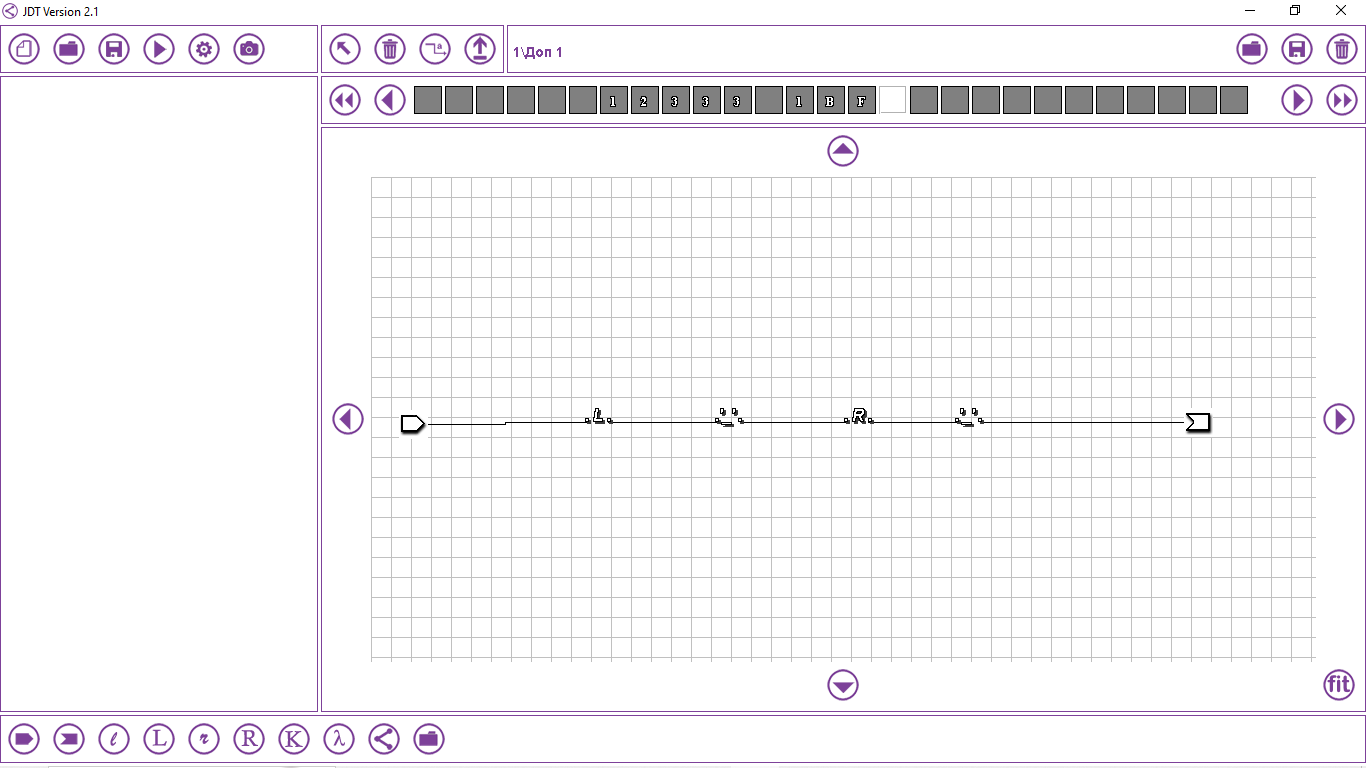 JDT Version 2.1
a
1\Доп 1
1 2 3 3 3 1 B F
L R
fit
l L r R K λ